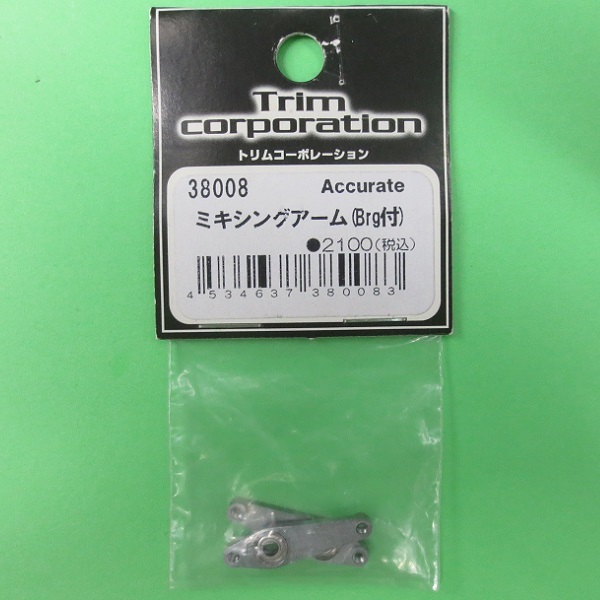 Trim
corporation
トリムコーポレーション
38008 Accurate
ミキシングアーム(Brg付)
●2100(税込)
4 534637 380083